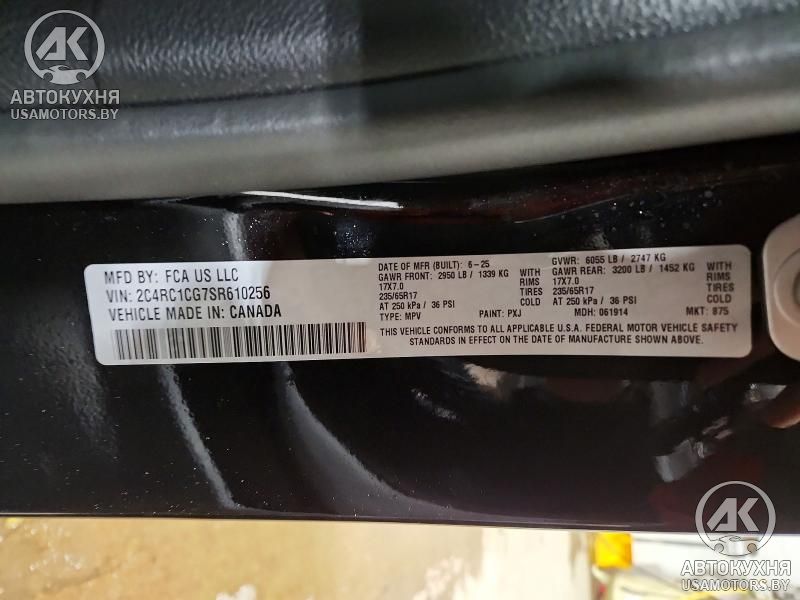 AK
АВТОКУХНЯ
USAMOTORS.BY
MFD BY: FCA US LLC
VIN: 2C4RC1CG7SR610256
VEHICLE MADE IN: CANADA
DATE OF MFR (BUILT): 6-25
GAWR FRONT: 2950 LB / 1339 KG WITH
17X7.0 RIMS
235/65R17 TIRES
AT 250 kPa / 36 PSI COLD
TYPE: MPV PAINT: PXJ
GVWR: 6055 LB / 2747 KG
GAWR REAR: 3200 LB / 1452 KG WITH
17X7.0 RIMS
235/65R17 TIRES
AT 250 kPa / 36 PSI COLD
MDH: 061914 MKT: 875
THIS VEHICLE CONFORMS TO ALL APPLICABLE U.S.A. FEDERAL MOTOR VEHICLE SAFETY
STANDARDS IN EFFECT ON THE DATE OF MANUFACTURE SHOWN ABOVE.
AK
АВТОКУХНЯ
USAMOTORS.BY